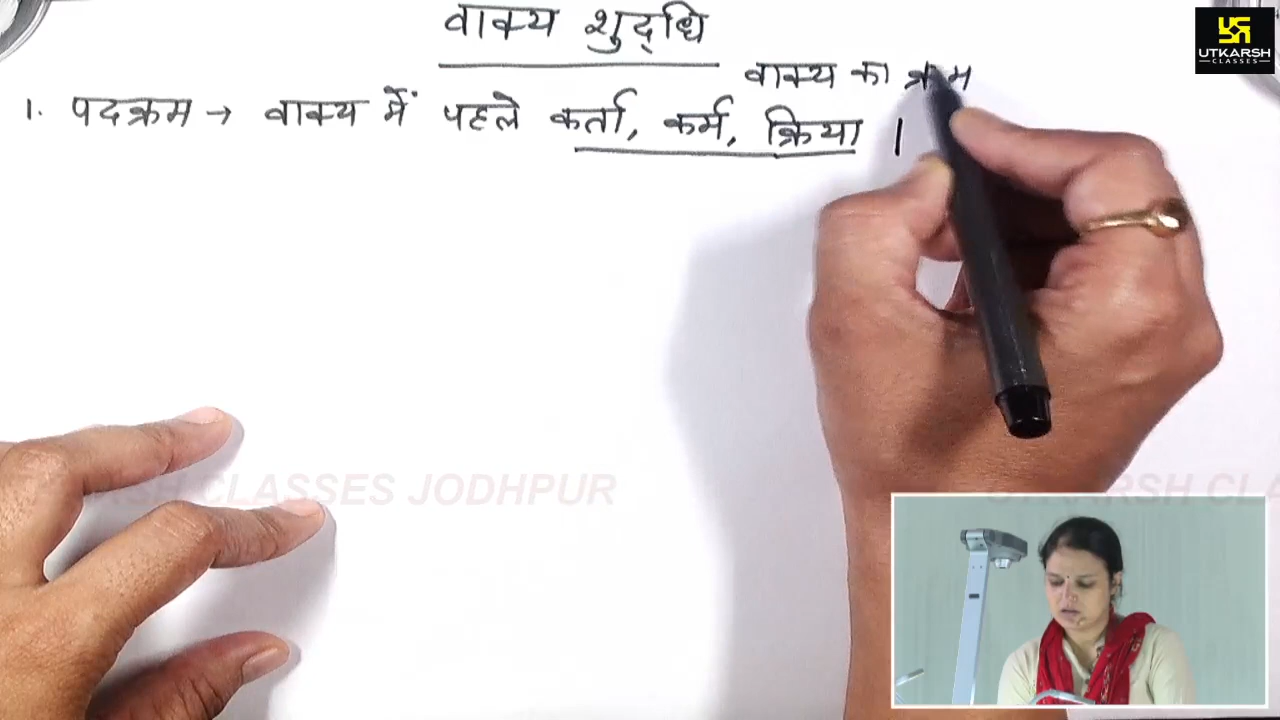 वाक्य शुद्धि
वाक्य का क्रम
1. पदक्रम → वाक्य में पहले कर्ता, कर्म, क्रिया ।
UTKARSH
CLASSES
CLASSES JODHPUR